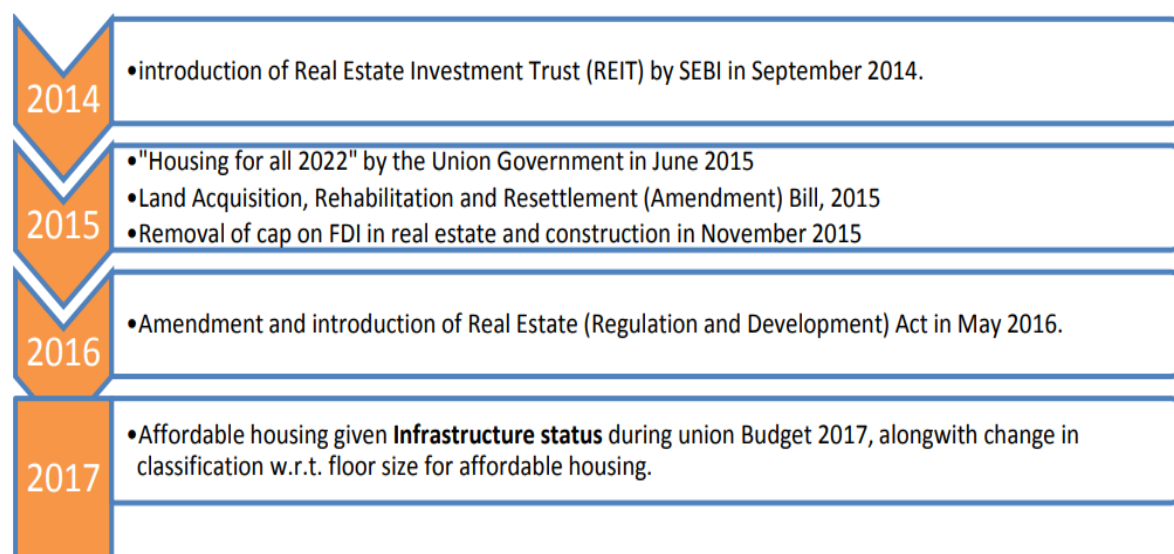 2014
•introduction of Real Estate Investment Trust (REIT) by SEBI in September 2014.
2015
•"Housing for all 2022" by the Union Government in June 2015
•Land Acquisition, Rehabilitation and Resettlement (Amendment) Bill, 2015
•Removal of cap on FDI in real estate and construction in November 2015
2016
•Amendment and introduction of Real Estate (Regulation and Development) Act in May 2016.
2017
•Affordable housing given Infrastructure status during union Budget 2017, alongwith change in
classification w.r.t. floor size for affordable housing.